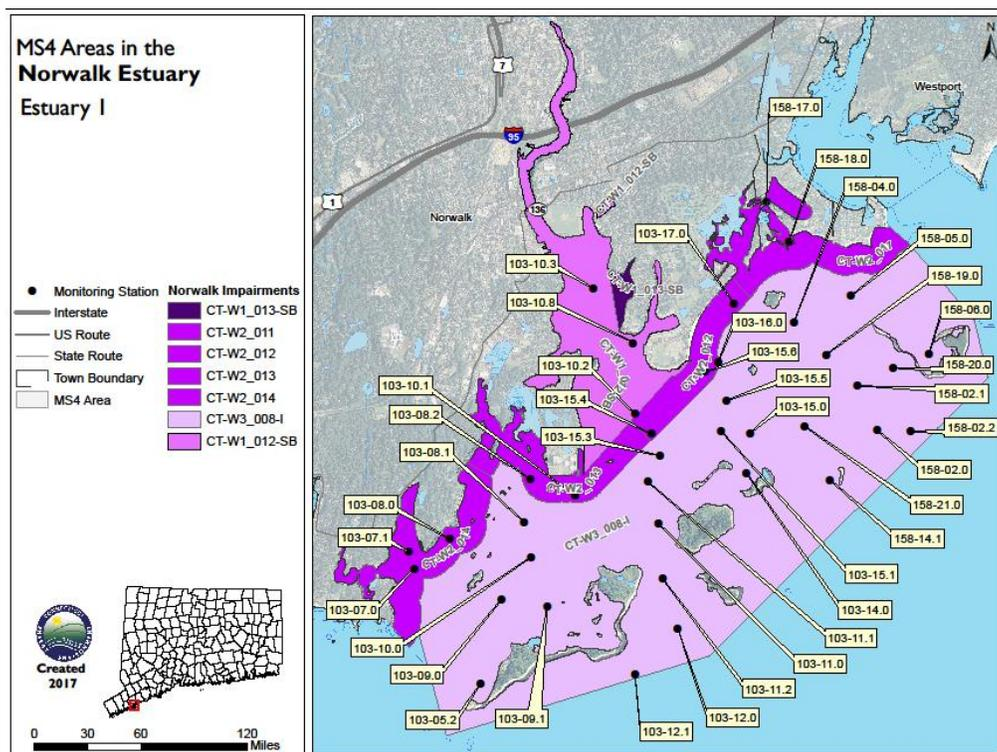 MS4 Areas in the
Norwalk Estuary
Estuary 1
Monitoring Station
Interstate
US Route
State Route
Town Boundary
MS4 Area
Norwalk Impairments
CT-W1_013-SB
CT-W2_011
CT-W2_012
CT-W2_013
CT-W2_014
CT-W3_008-I
CT-W1_012-SB
Created
2017
0 30 60 120
Miles
N
7
95
1
136
Norwalk
Westport
158-17.0
158-18.0
158-04.0
CT-W1_012-SB
103-17.0
158-05.0
CT-W2_017
103-10.3
CT-W1_013-SB
158-19.0
103-10.8
103-16.0
158-06.0
103-15.6
158-20.0
103-10.2
CT-W2_012
103-10.1
103-15.5
158-02.1
103-08.2
103-15.4
103-15.0
103-15.3
158-02.2
103-08.1
158-02.0
CT-W2_013
103-08.0
158-21.0
103-07.1
CT-W3_008-I
158-14.1
CT-W2_014
103-15.1
103-07.0
103-14.0
103-10.0
103-11.1
103-09.0
103-11.0
103-11.2
103-05.2
103-09.1
103-12.0
103-12.1